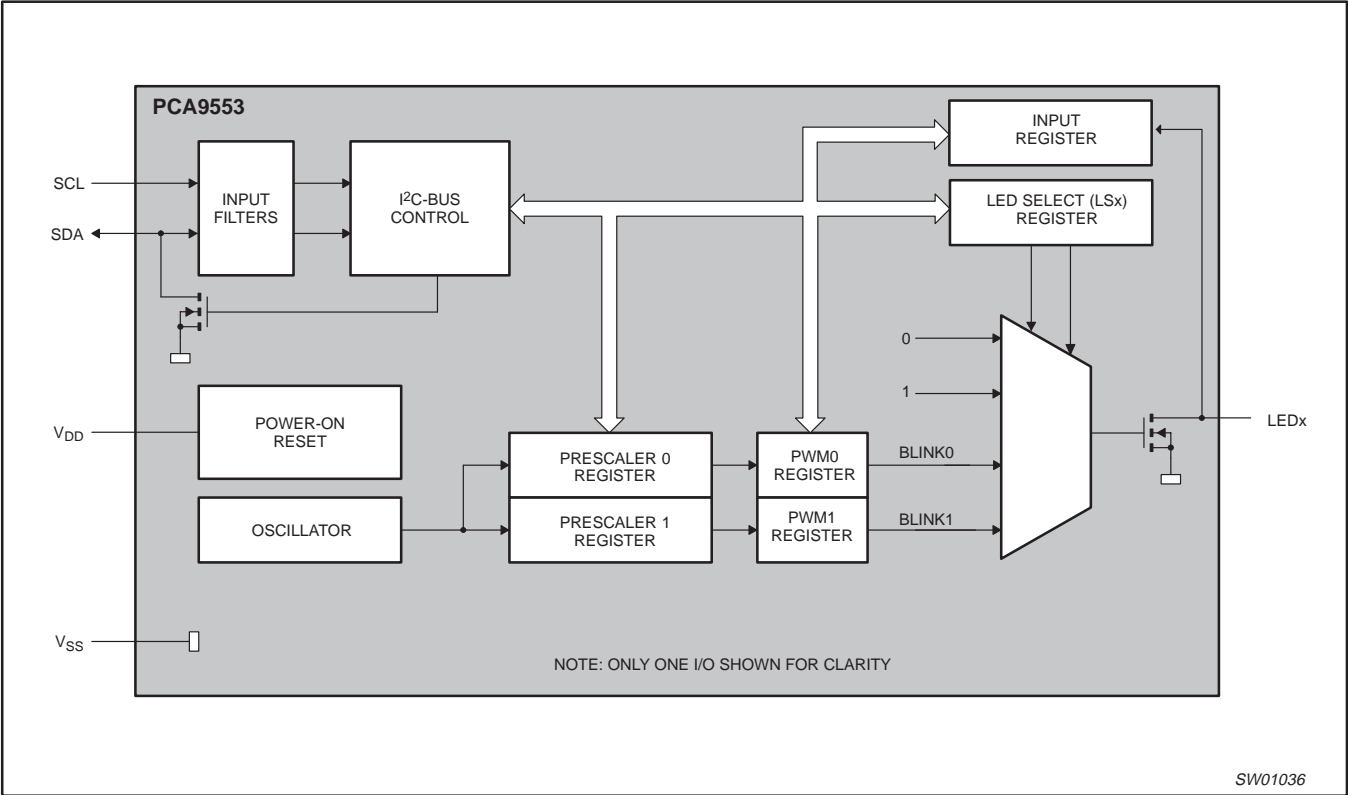 PCA9553
INPUT
REGISTER
SCL
SDA
INPUT
FILTERS
I2C-BUS
CONTROL
LED SELECT (LSx)
REGISTER
0
1
VDD
POWER-ON
RESET
LEDx
PRESCALER 0
REGISTER
PWM0
REGISTER
BLINK0
OSCILLATOR
PRESCALER 1
REGISTER
PWM1
REGISTER
BLINK1
VSS
NOTE: ONLY ONE I/O SHOWN FOR CLARITY
SW01036